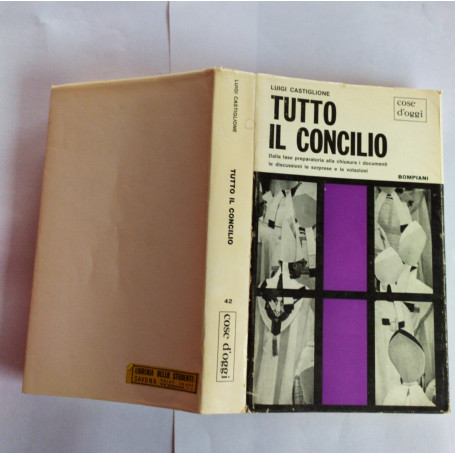 LUIGI CASTIGLIONE
TUTTO
IL CONCILIO
Dalla fase preparatoria alla chiusura i documenti
le discussioni le sorprese e le votazioni
cose
d'oggi
BOMPIANI
LUIGI CASTIGLIONE
TUTTO
IL CONCILIO
42
cose d'oggi
LIBRERIA DELLO STUDENTE
SAVONA